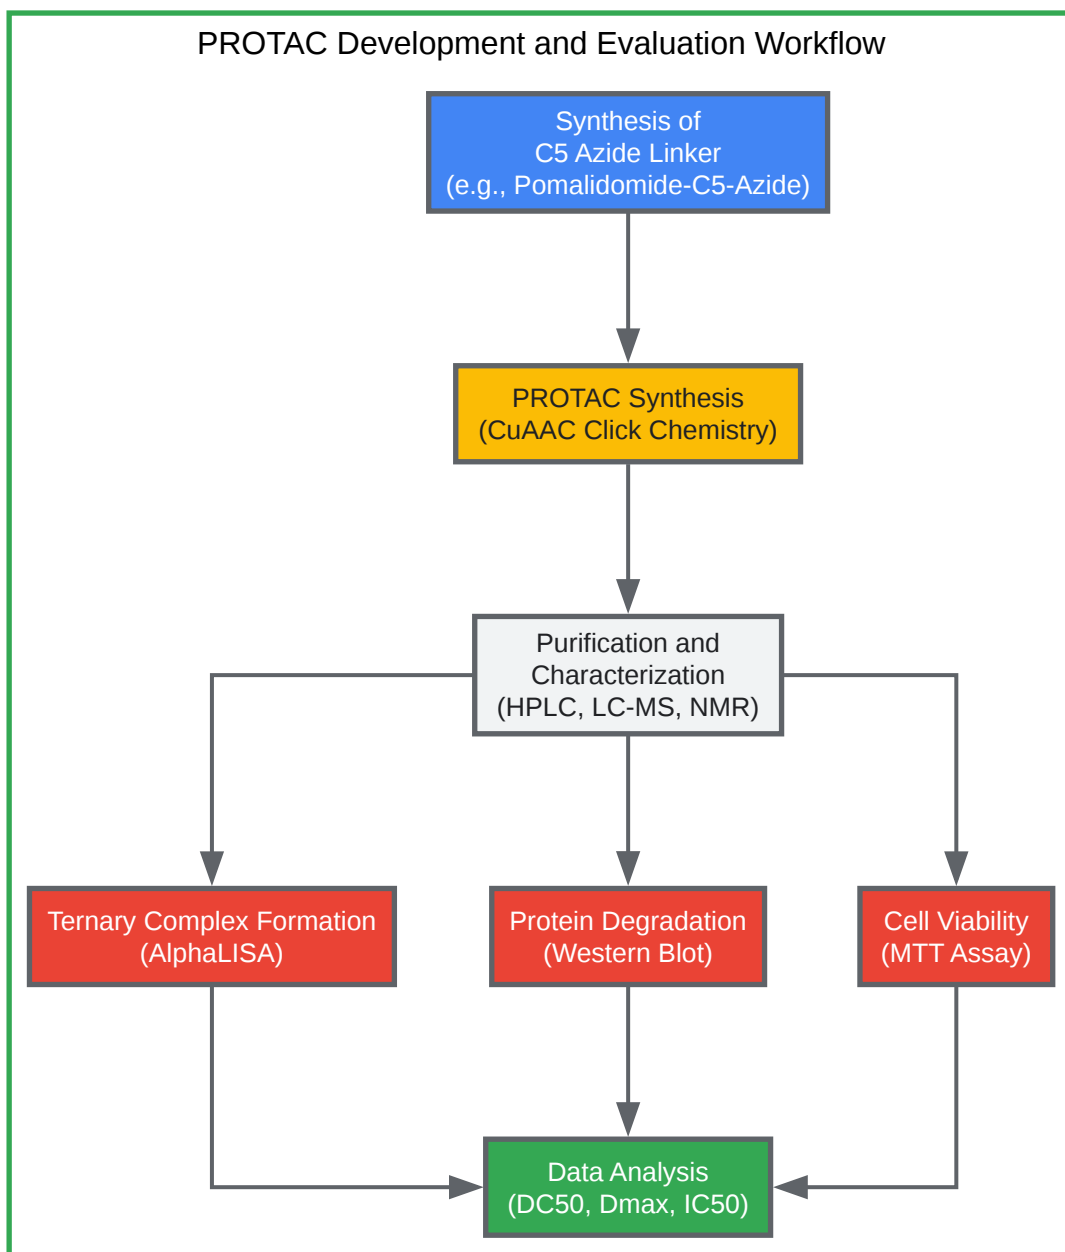 PROTAC Development and Evaluation Workflow
Synthesis of
C5 Azide Linker
(e.g., Pomalidomide-C5-Azide)
PROTAC Synthesis
(CuAAC Click Chemistry)
Purification and
Characterization
(HPLC, LC-MS, NMR)
Ternary Complex Formation
(AlphaLISA)
Protein Degradation
(Western Blot)
Cell Viability
(MTT Assay)
Data Analysis
(DC50, Dmax, IC50)